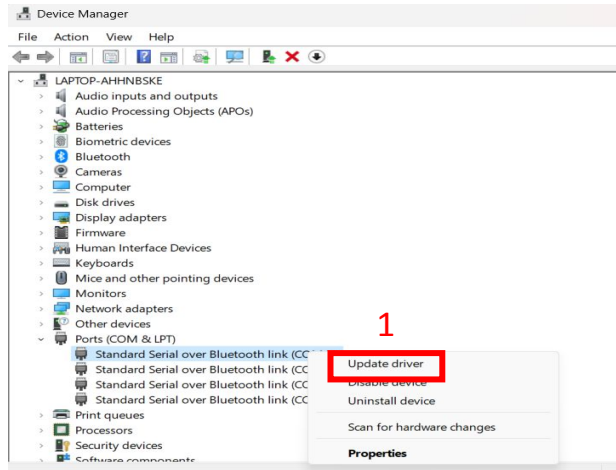 Device Manager
File Action View Help
LAPTOP-AHHNBSKE
Audio inputs and outputs
Audio Processing Objects (APOs)
Batteries
Biometric devices
Bluetooth
Cameras
Computer
Disk drives
Display adapters
Firmware
Human Interface Devices
Keyboards
Mice and other pointing devices
Monitors
Network adapters
Other devices
1
Ports (COM & LPT)
Standard Serial over Bluetooth link
Update driver
Standard Serial over Bluetooth link
Disable device
Standard Serial over Bluetooth link
Standard Serial over Bluetooth link
Uninstall device
Print queues
Processors
Scan for hardware changes
Security devices
Properties
Software components